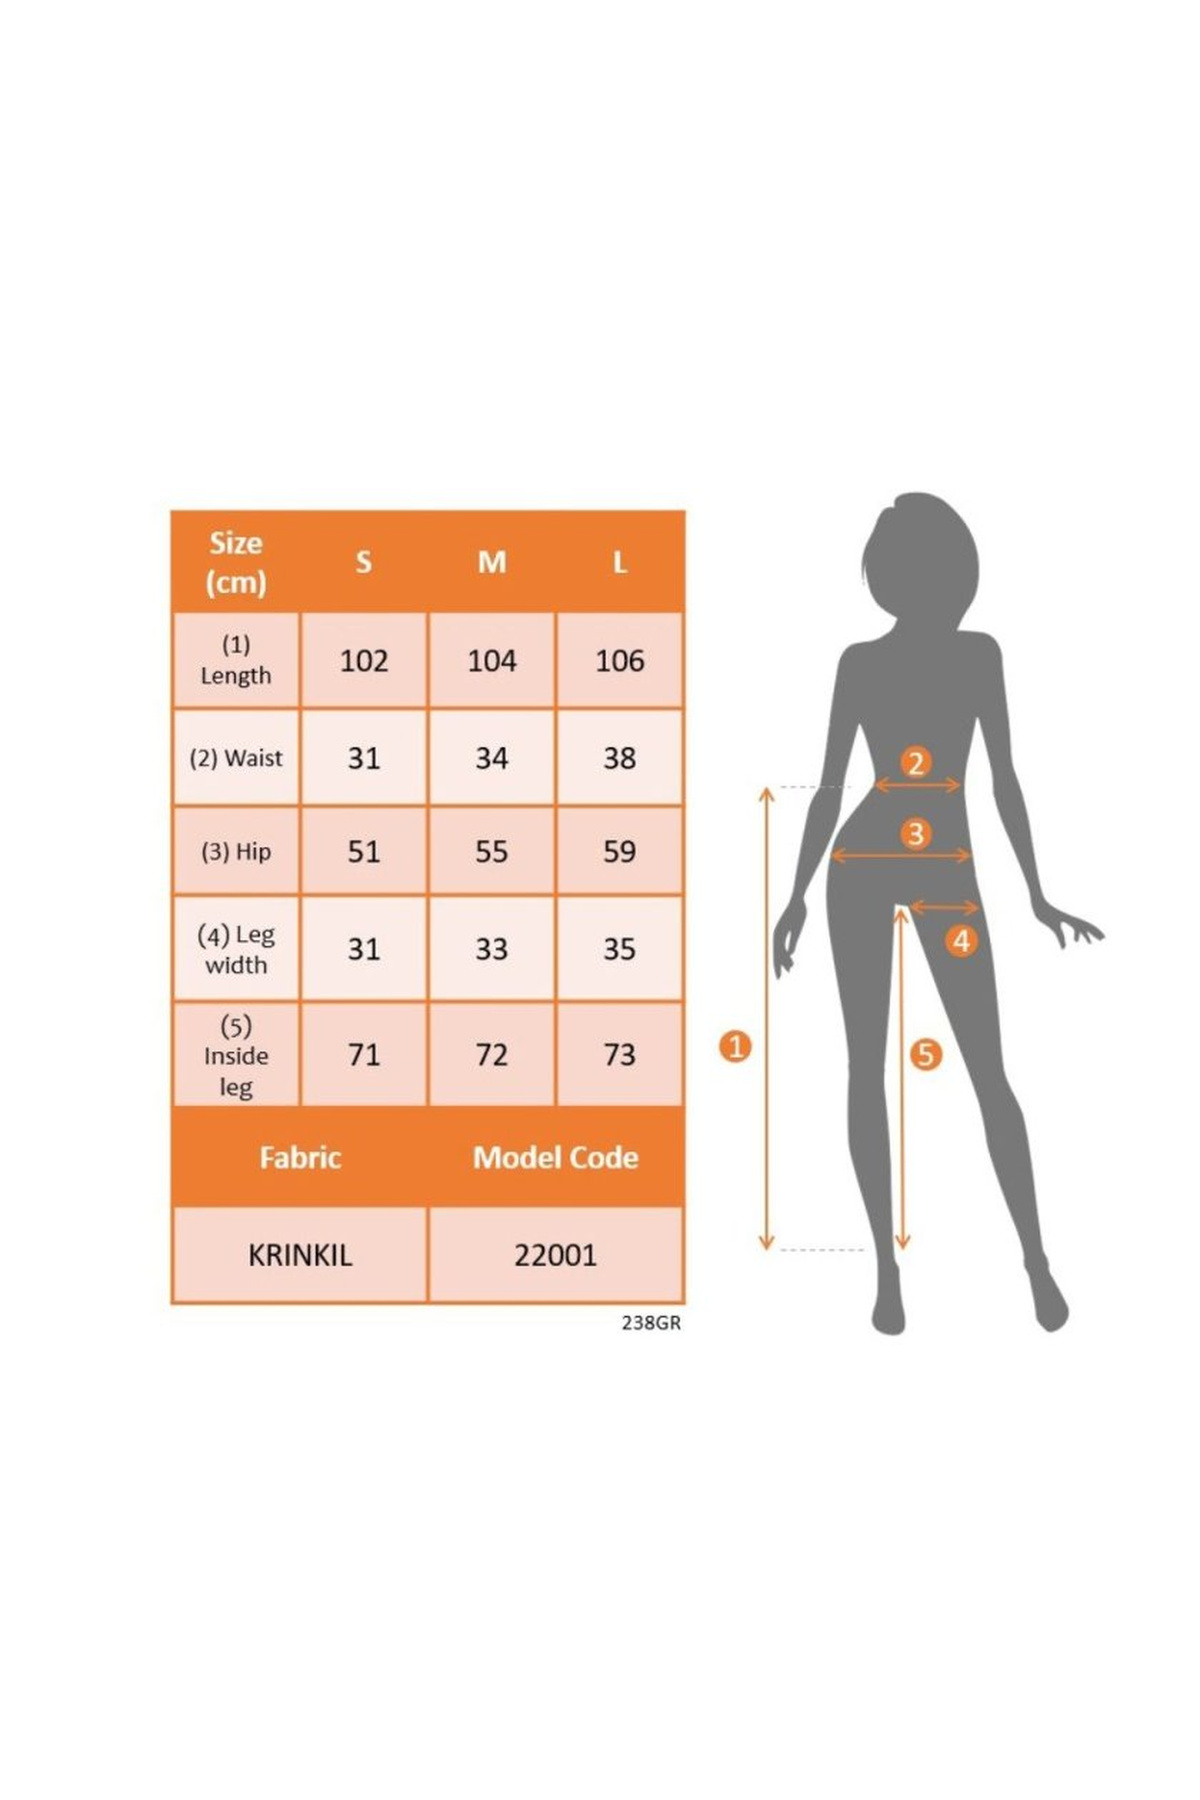 Size
(cm)
S
M
L
(1)
Length
102
104
106
(2) Waist
31
34
38
(3) Hip
51
55
59
(4) Leg
width
31
33
35
(5)
Inside
leg
71
72
73
Fabric
Model Code
KRINKIL
22001
238GR
2
3
4
1
5